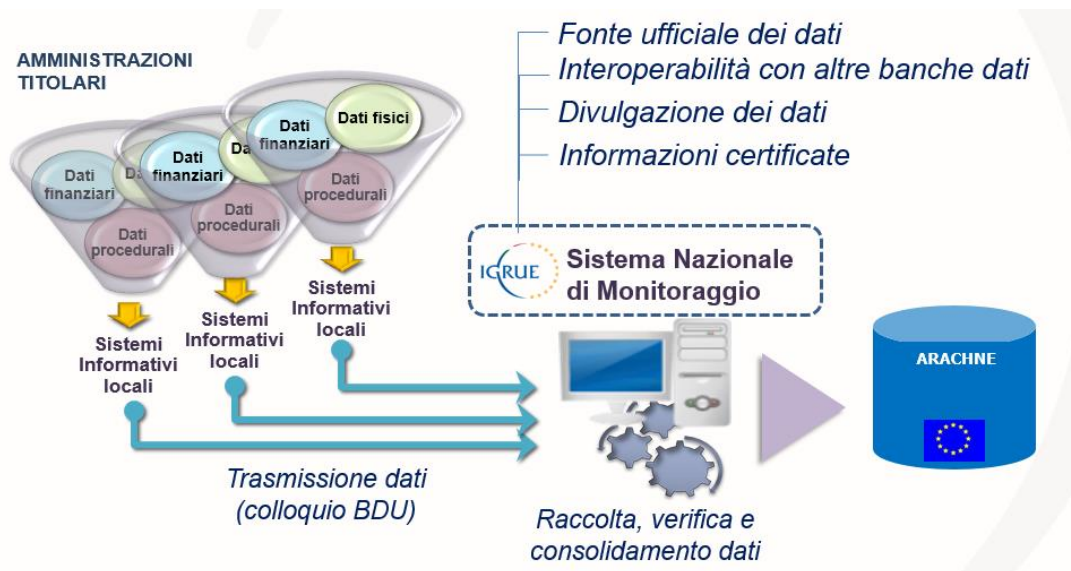 AMMINISTRAZIONI
TITOLARI
Dati
finanziari
Da
Dati
procedurali
Dati
finanziari
Da
Dati
procedurali
Dati
finanziari
Dati fisici
Dati
procedurali
Sistemi
Informativi
locali
Sistemi
Informativi
locali
Sistemi
Informativi
locali
Trasmissione dati
(colloquio BDU)
Fonte ufficiale dei dati
Interoperabilità con altre banche dati
Divulgazione dei dati
Informazioni certificate
IGRUE
Sistema Nazionale
di Monitoraggio
Raccolta, verifica e
consolidamento dati
ARACHNE